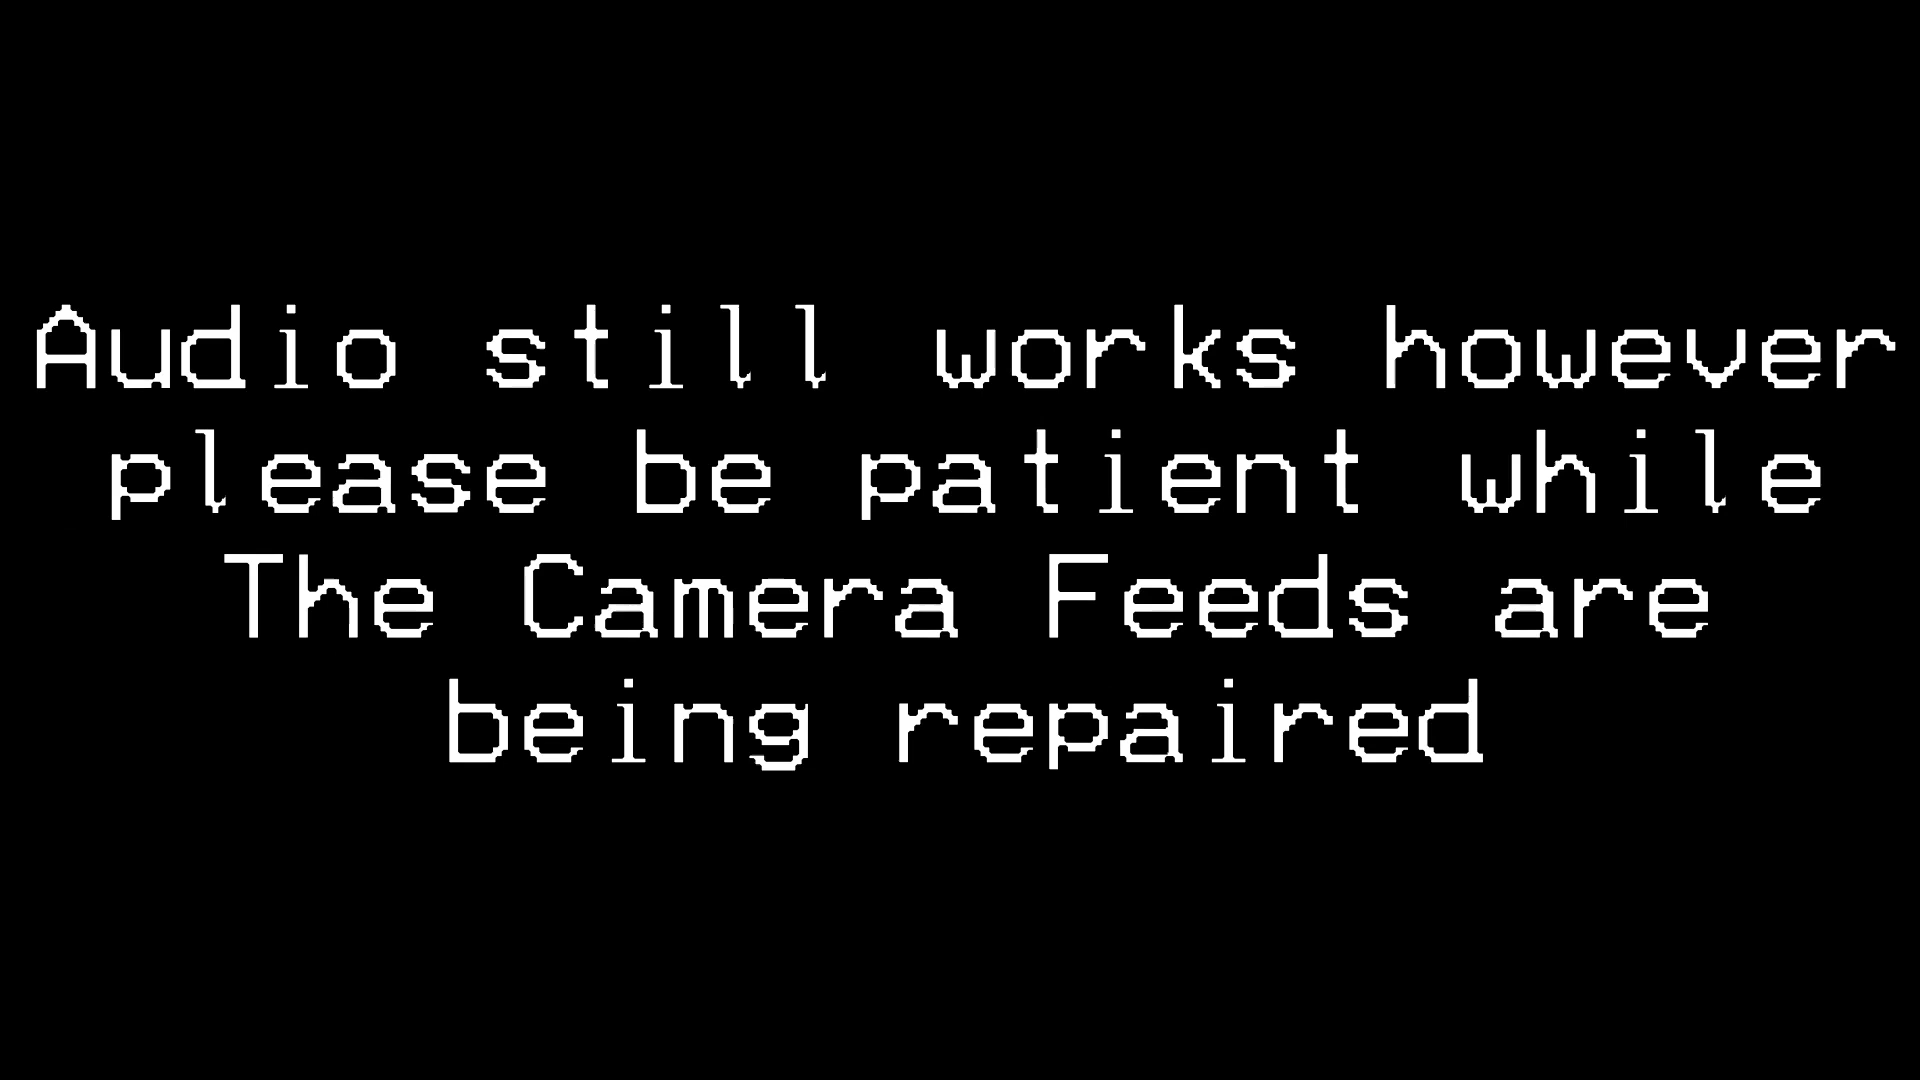 Audio still works however
please be patient while
The Camera Feeds are
being repaired